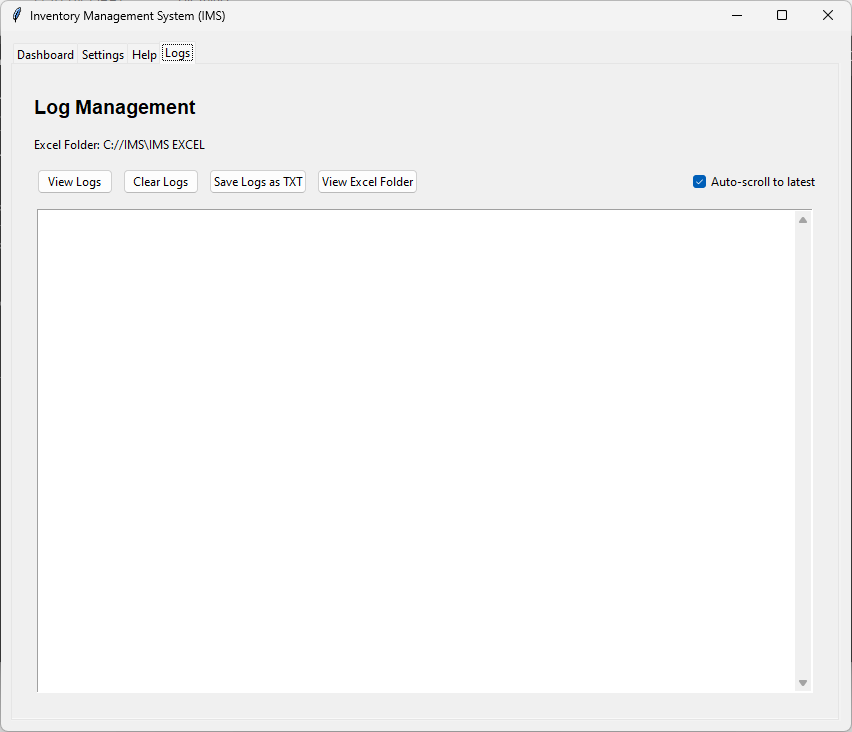 Inventory Management System (IMS)
Dashboard Settings Help Logs
Log Management
Excel Folder: C://IMS\IMS EXCEL
View Logs Clear Logs Save Logs as TXT View Excel Folder Auto-scroll to latest